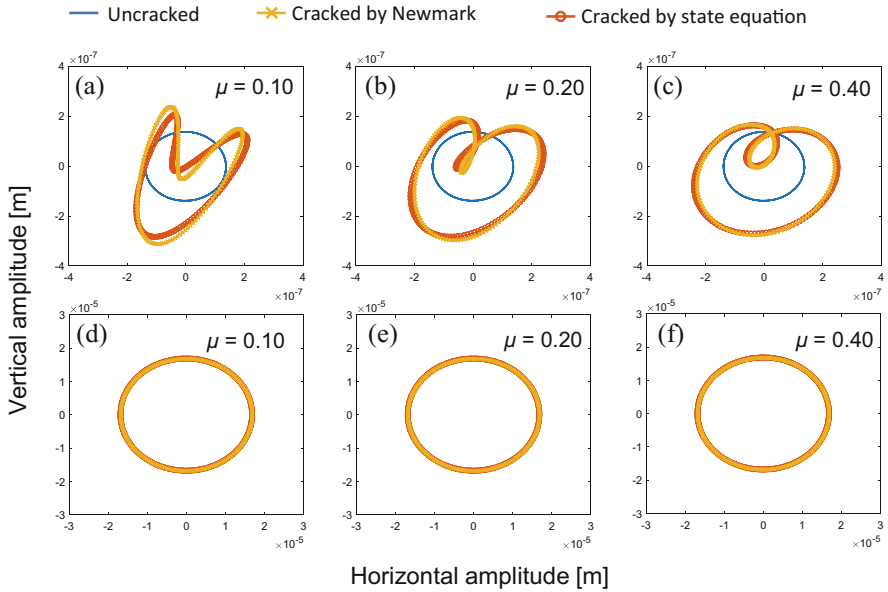 Uncracked Cracked by Newmark Cracked by state equation
×10⁻⁷ ×10⁻⁷ ×10⁻⁷
(a) μ = 0.10 (b) μ = 0.20 (c) μ = 0.40
4 4 4
2 2 2
0 0 0
-2 -2 -2
-4 -4 -4
-4 -2 0 2 4 -4 -2 0 2 4 -4 -2 0 2 4
×10⁻⁷ ×10⁻⁷ ×10⁻⁷
Vertical amplitude [m]
×10⁻⁵ ×10⁻⁵ ×10⁻⁵
(d) μ = 0.10 (e) μ = 0.20 (f) μ = 0.40
3 3 3
2 2 2
1 1 1
0 0 0
-1 -1 -1
-2 -2 -2
-3 -3 -3
-3 -2 -1 0 1 2 3 -3 -2 -1 0 1 2 3 -3 -2 -1 0 1 2 3
×10⁻⁵ ×10⁻⁵ ×10⁻⁵
Horizontal amplitude [m]